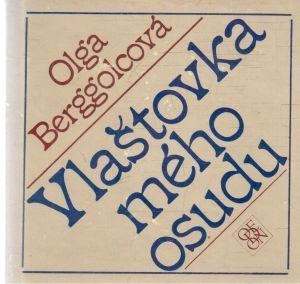 Olga
Berggolcová
Vlaštovka
mého
osudu
ODEON